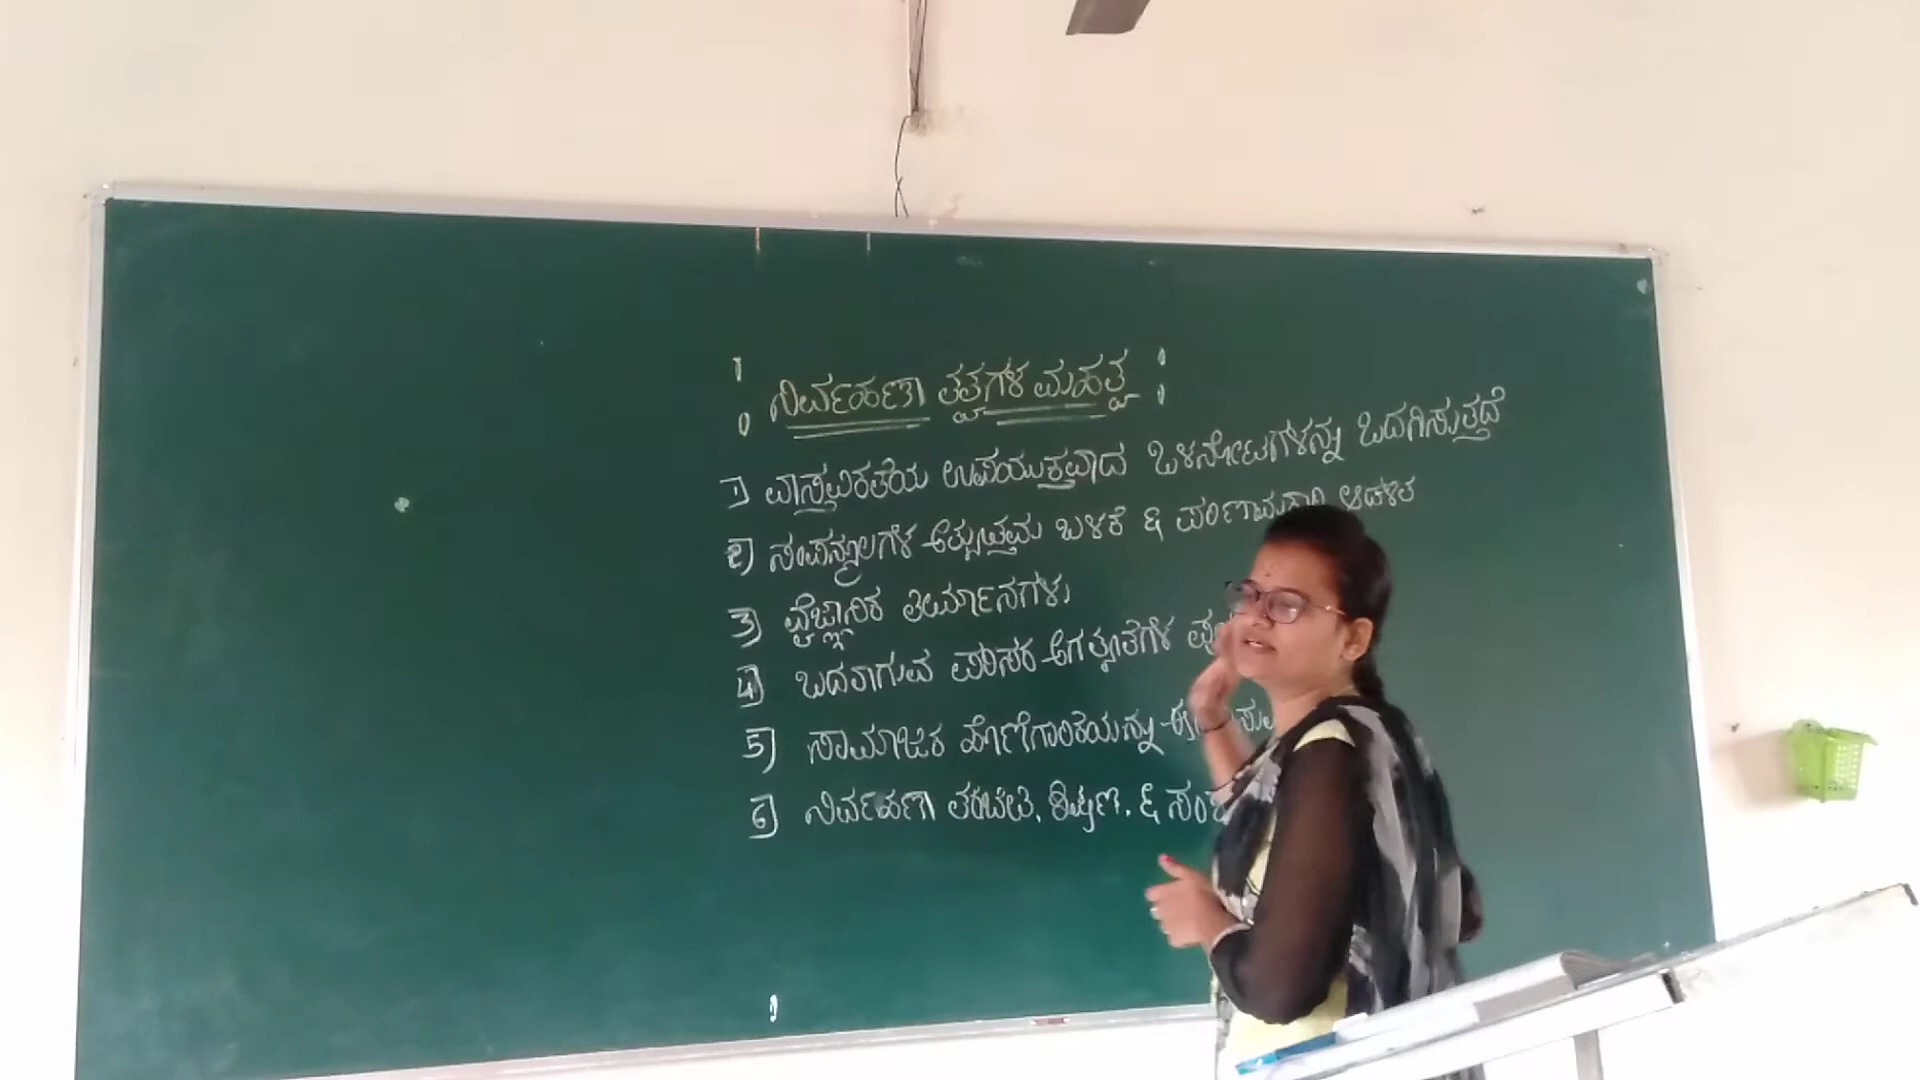 ನಿರ್ವಹಣಾ ತತ್ವಗಳ ಮಹತ್ವ
1) ವಾಸ್ತವಿಕತೆಯ ಉಪಯುಕ್ತವಾದ ಒಳನೋಟಗಳನ್ನು ಒದಗಿಸುತ್ತದೆ
2) ಸಂಪನ್ಮೂಲಗಳ ಅತ್ಯುತ್ತಮ ಬಳಕೆ & ಪರಿಣಾಮಕಾರಿ ಆಡಳಿತ
3) ವೈಜ್ಞಾನಿಕ ತೀರ್ಮಾನಗಳು
4) ಬದಲಾಗುವ ಪರಿಸರ ಅಗತ್ಯತೆಗಳ
5) ಸಾಮಾಜಿಕ ಹೊಣೆಗಾರಿಕೆಯನ್ನು
6) ನಿರ್ವಹಣಾ ತರಬೇತಿ, ಶಿಕ್ಷಣ, &